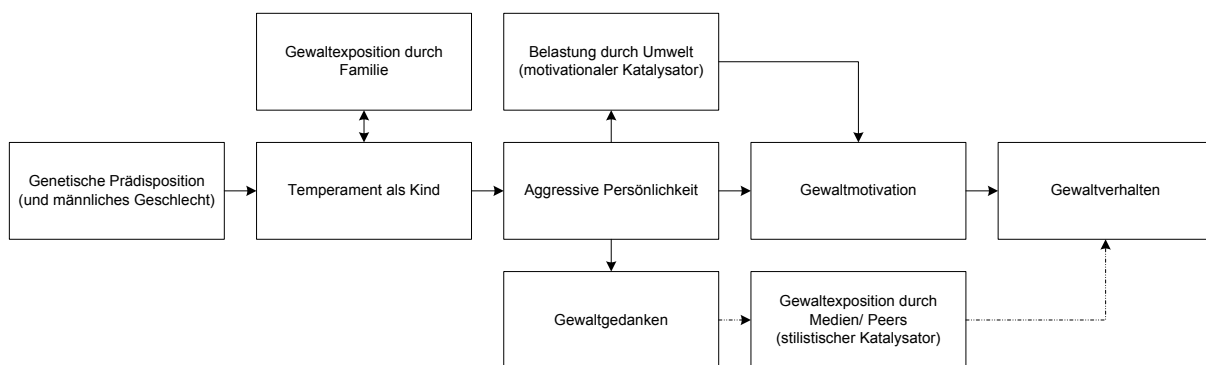 Gewaltexposition durch
Familie
Belastung durch Umwelt
(motivationaler Katalysator)
Genetische Prädisposition
(und männliches Geschlecht)
Temperament als Kind
Aggressive Persönlichkeit
Gewaltmotivation
Gewaltverhalten
Gewaltgedanken
Gewaltexposition durch
Medien/ Peers
(stilistischer Katalysator)